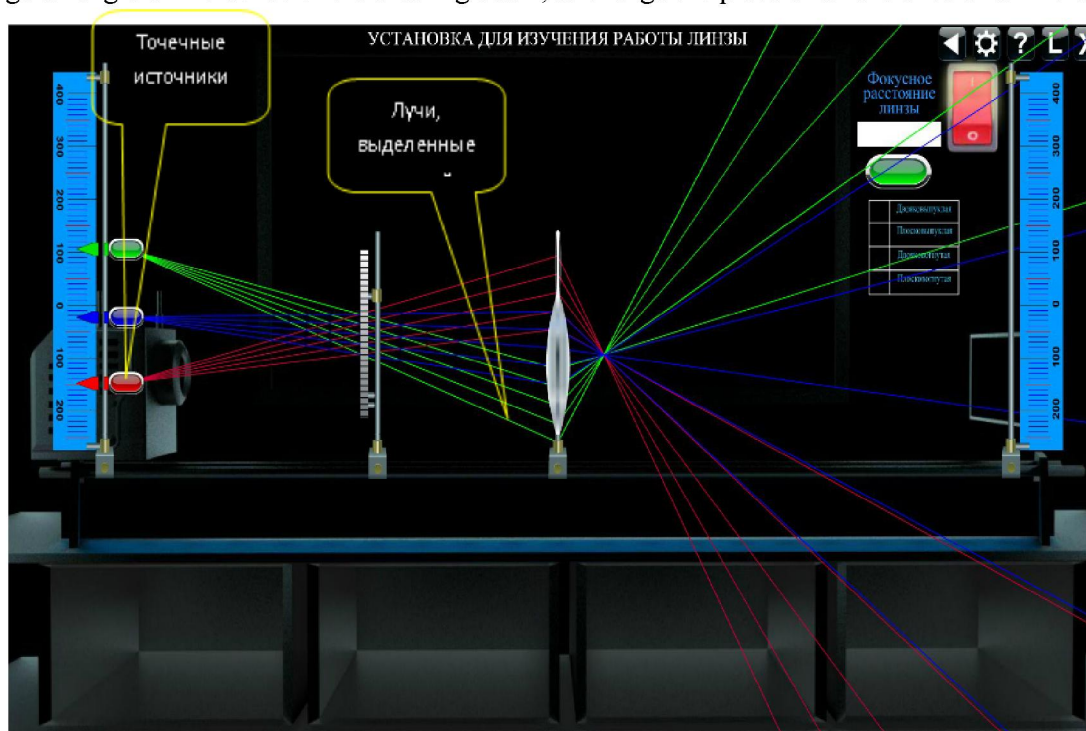 Точечные
источники
УСТАНОВКА ДЛЯ ИЗУЧЕНИЯ РАБОТЫ ЛИНЗЫ
? L X
Лучи,
выделенные
Фокусное
расстояние
линзы
400
300
200
100
0
100
200
400
300
200
100
0
100
200
Двояковыпуклая
Плосковыпуклая
Двояковогнутая
Плосковогнутая